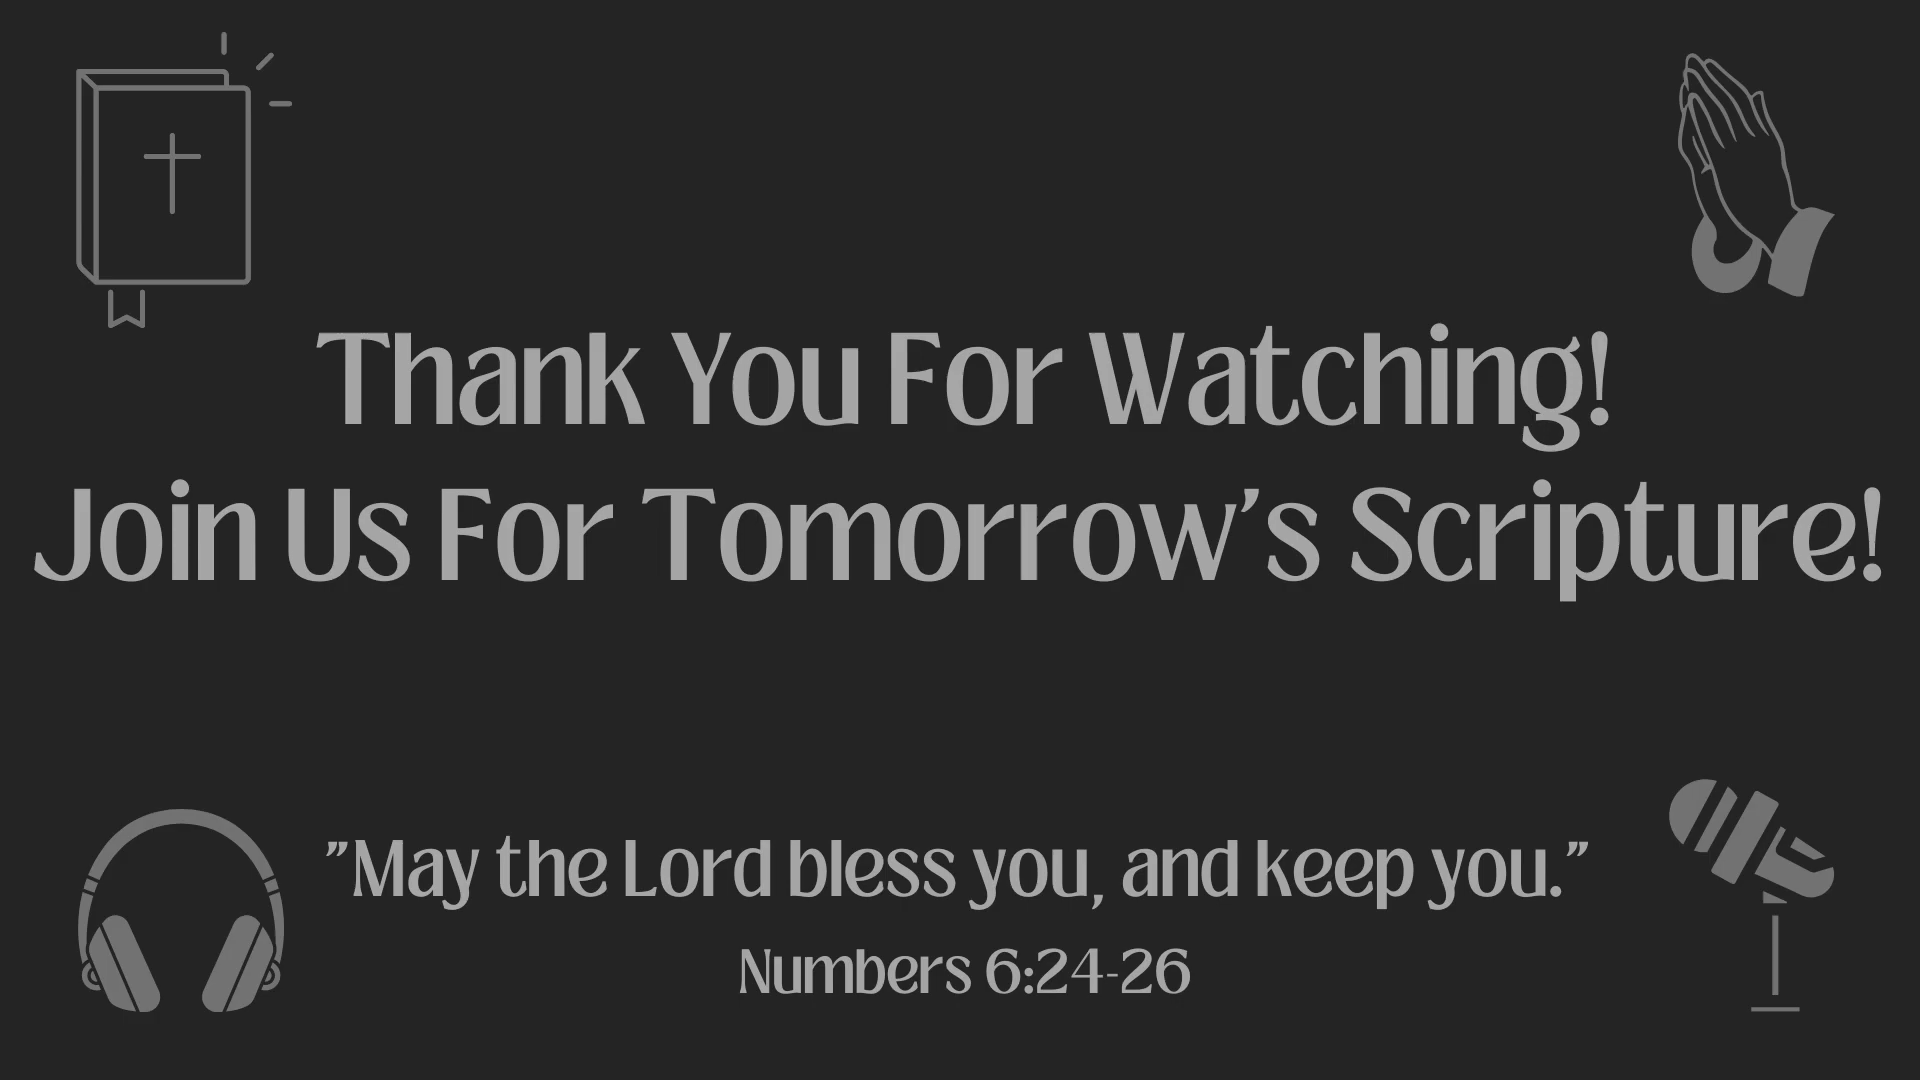 Thank You For Watching!
Join Us For Tomorrow’s Scripture!
”May the Lord bless you, and keep you.”
Numbers 6:24-26